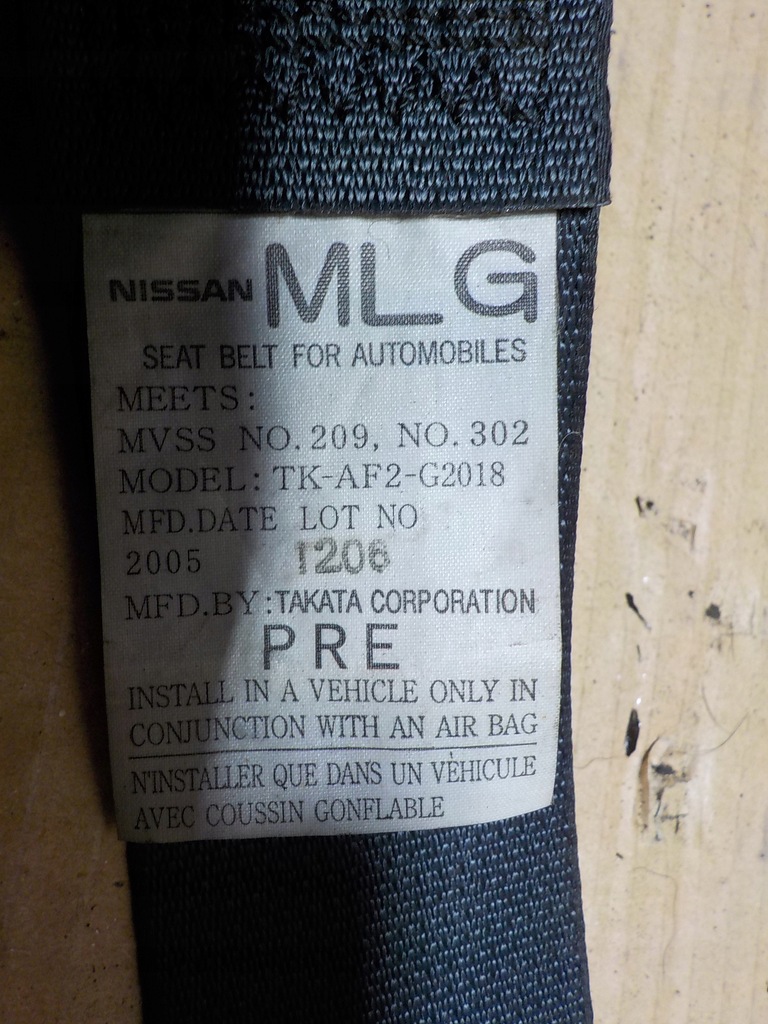 NISSAN MLG
SEAT BELT FOR AUTOMOBILES
MEETS:
MVSS NO. 209, NO. 302
MODEL: TK-AF2-G2018
MFD.DATE LOT NO
2005 1206
MFD.BY:TAKATA CORPORATION
PRE
INSTALL IN A VEHICLE ONLY IN
CONJUNCTION WITH AN AIR BAG
N'INSTALLER QUE DANS UN VÈHICULE
AVEC COUSSIN GONFLABLE